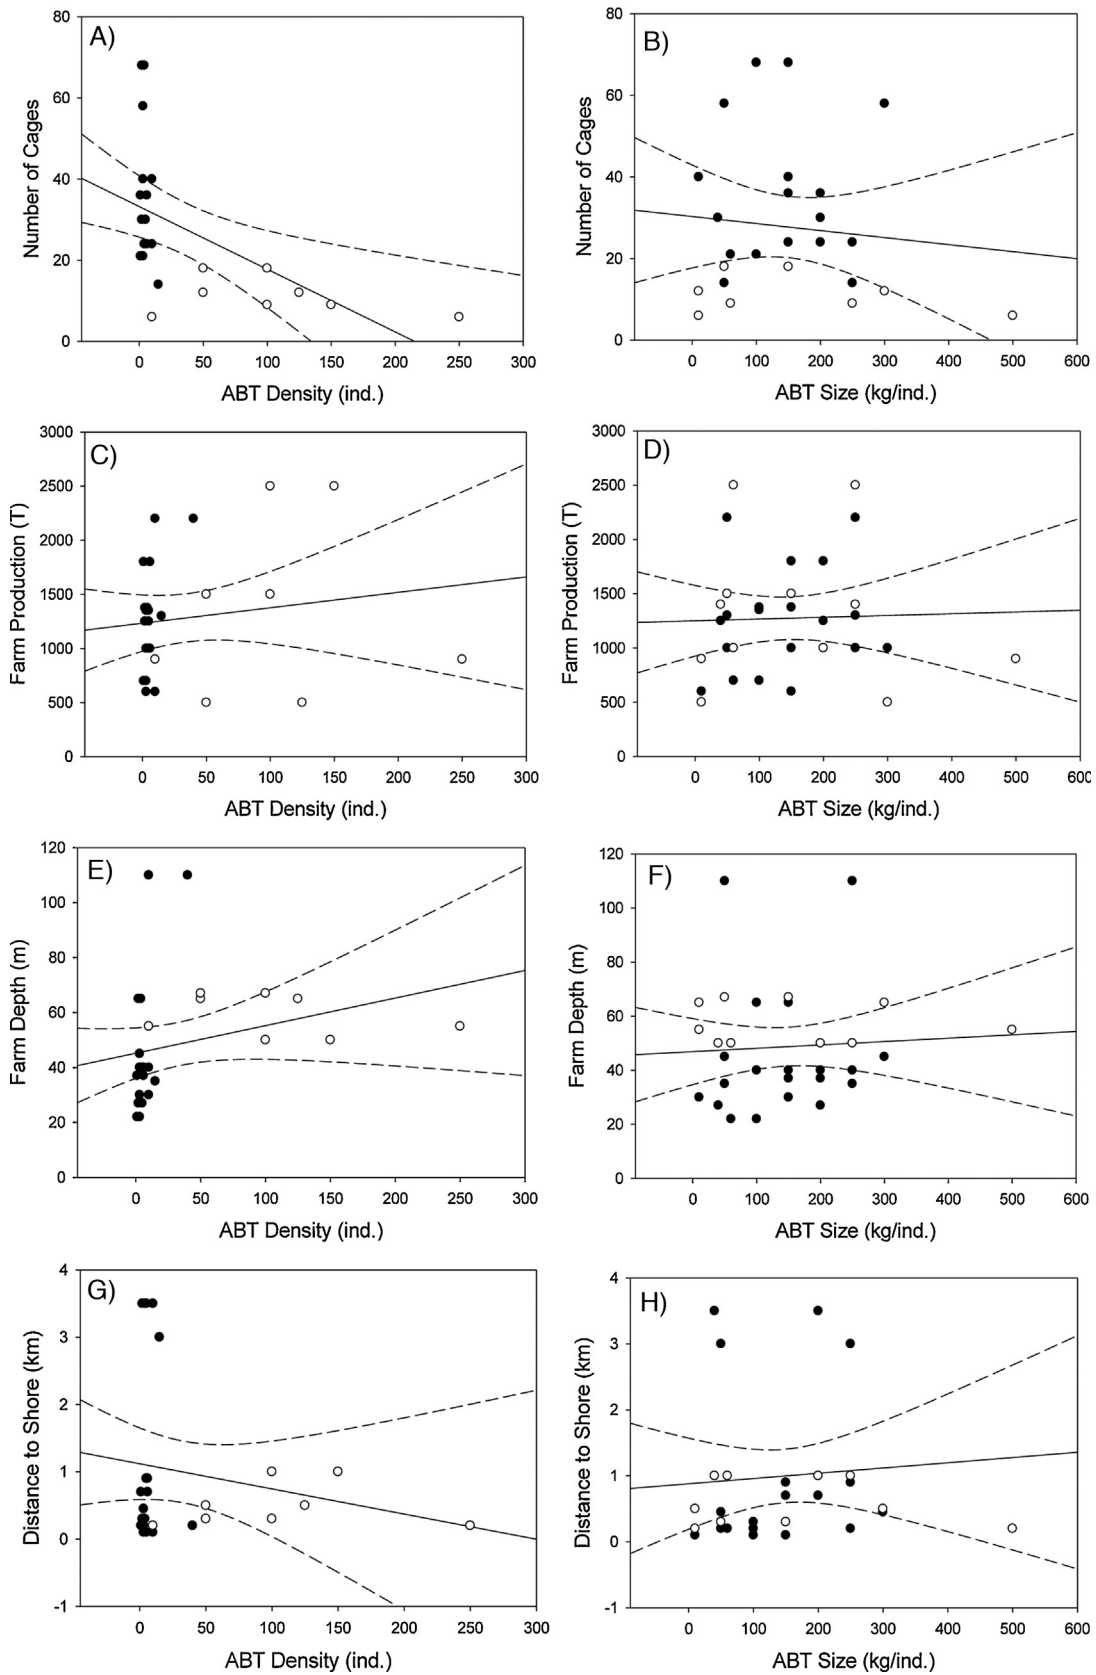 A)
80
60
40
20
0
Number of Cages
0 50 100 150 200 250 300
ABT Density (ind.)
B)
80
60
40
20
0
Number of Cages
0 100 200 300 400 500 600
ABT Size (kg/ind.)
C)
3000
2500
2000
1500
1000
500
0
Farm Production (T)
0 50 100 150 200 250 300
ABT Density (ind.)
D)
3000
2500
2000
1500
1000
500
0
Farm Production (T)
0 100 200 300 400 500 600
ABT Size (kg/ind.)
E)
120
100
80
60
40
20
0
Farm Depth (m)
0 50 100 150 200 250 300
ABT Density (ind.)
F)
120
100
80
60
40
20
0
Farm Depth (m)
0 100 200 300 400 500 600
ABT Size (kg/ind.)
G)
4
3
2
1
0
-1
Distance to Shore (km)
0 50 100 150 200 250 300
ABT Density (ind.)
H)
4
3
2
1
0
-1
Distance to Shore (km)
0 100 200 300 400 500 600
ABT Size (kg/ind.)